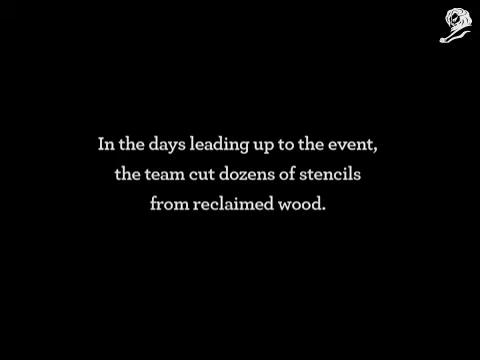 In the days leading up to the event,
the team cut dozens of stencils
from reclaimed wood.